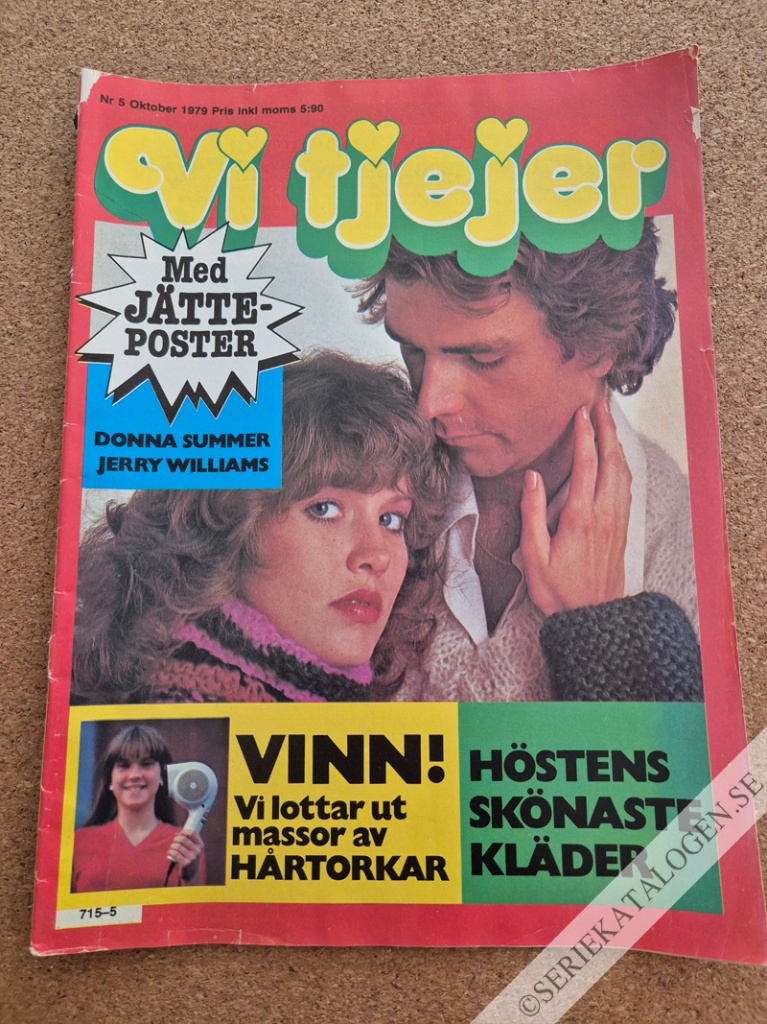 Nr 5 Oktober 1979 Pris inkl moms 5:90
Vi tjejer
Med
JÄTTE-
POSTER
DONNA SUMMER
JERRY WILLIAMS
VINN!
Vi lottar ut
massor av
HÅRTORKAR
HÖSTENS
SKÖNASTE
KLÄDER
715-5
©SERIEKATALOGEN.SE